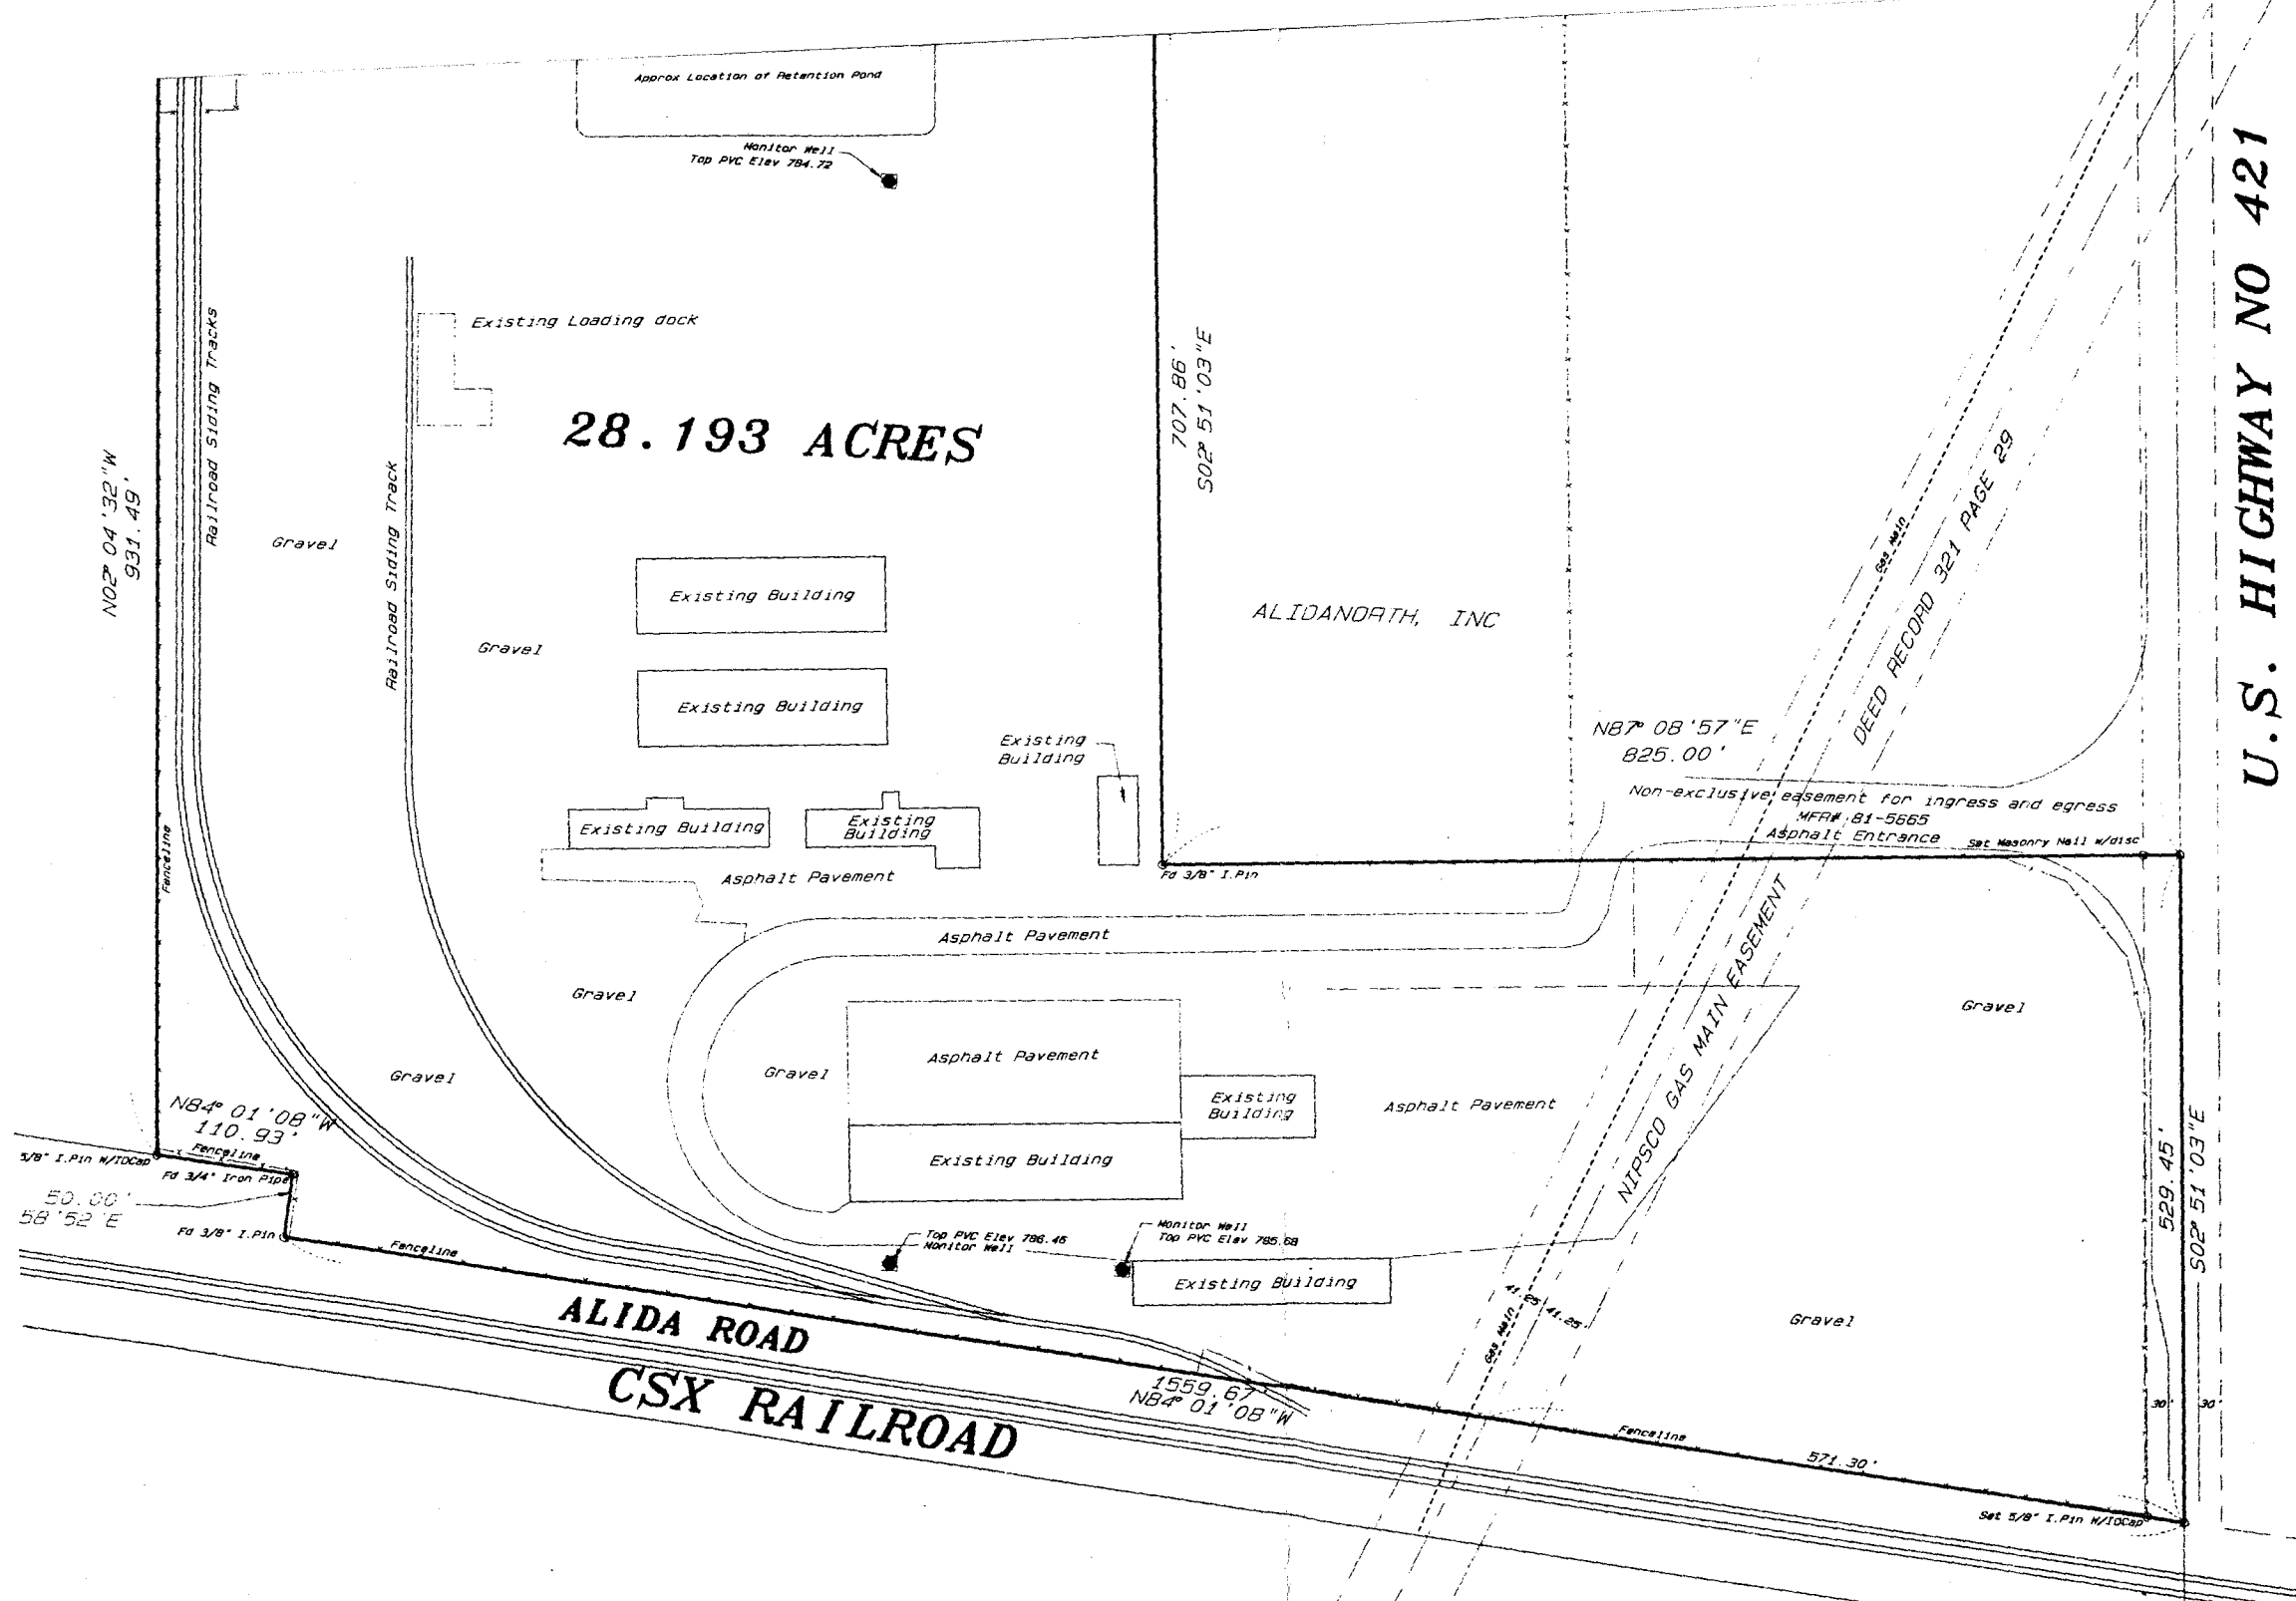 Approx Location of Retention Pond
Monitor Well
Top PVC Elev 784.72
U.S. HIGHWAY NO 421
Railroad Siding Tracks
Existing Loading dock
28.193 ACRES
707.86'
S02° 51'03"E
N02° 04'32"W
931.49'
Gravel
Railroad Siding Track
Gas Main
DEED RECORD 321 PAGE 29
Existing Building
ALIDANORTH, INC
Gravel
Existing Building
Existing
Building
N87° 08'57"E
825.00'
Non-exclusive easement for ingress and egress
MFR# 81-5665
Asphalt Entrance
Set Masonry Nail w/disc
Fenceline
Existing Building
Existing
Building
Asphalt Pavement
Fd 3/8" I.Pin
Asphalt Pavement
NIPSCO GAS MAIN EASEMENT
Gravel
Gravel
Asphalt Pavement
Gravel
Gravel
Existing
Building
Asphalt Pavement
N84° 01'08"W
110.93'
Fenceline
5/8" I.Pin W/IDCap
Fd 3/4" Iron Pipe
50.00'
58'52"E
Fd 3/8" I.Pin
Fenceline
Existing Building
529.45'
S02° 51'03"E
Top PVC Elev 786.46
Monitor Well
Monitor Well
Top PVC Elev 785.68
Existing Building
41.25'
41.25'
Gas Main
Gravel
ALIDA ROAD
CSX RAILROAD
1559.67'
N84° 01'08"W
30'
30'
Fenceline
571.30'
Set 5/8" I.Pin W/IDCap